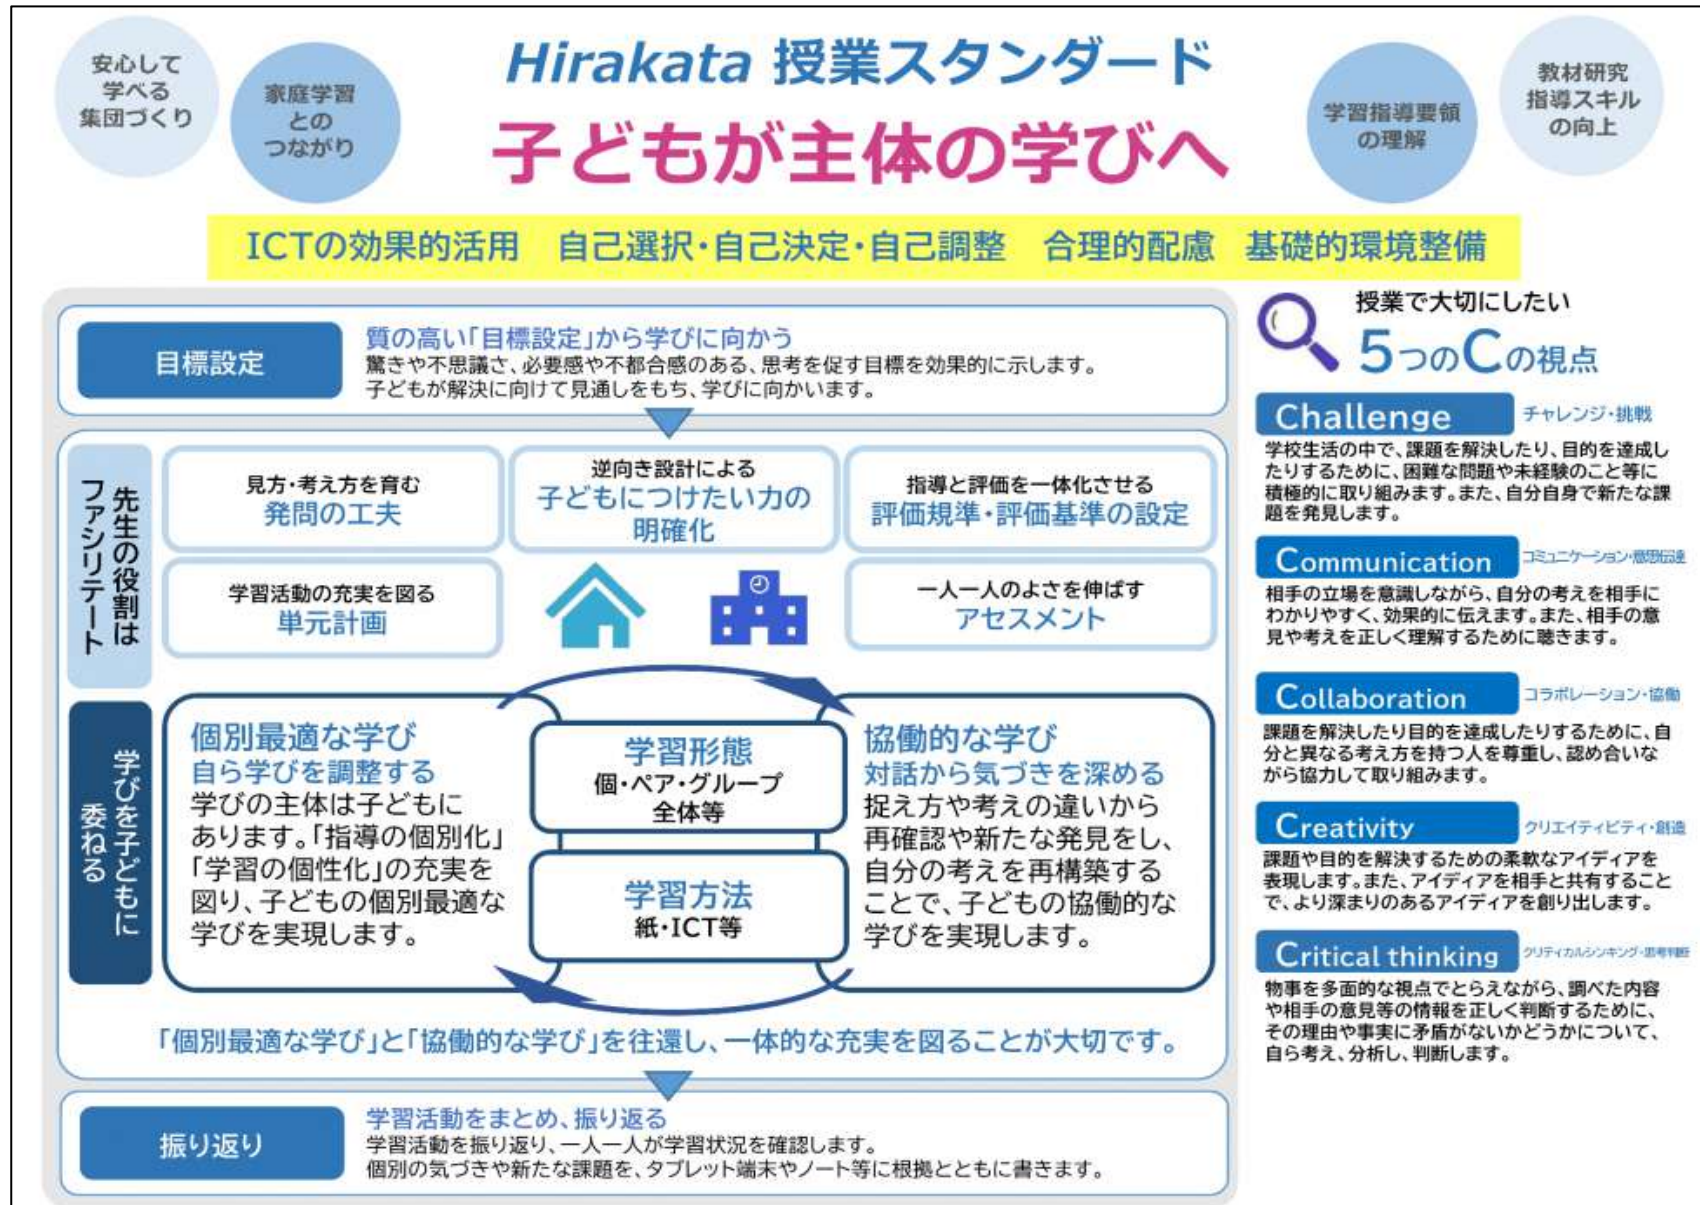 安心して
学べる
集団づくり
家庭学習
との
つながり
Hirakata 授業スタンダード
子どもが主体の学びへ
学習指導要領
の理解
教材研究
指導スキル
の向上
ICTの効果的活用　自己選択・自己決定・自己調整　合理的配慮　基礎的環境整備
目標設定
質の高い「目標設定」から学びに向かう
驚きや不思議さ、必要感や不都合感のある、思考を促す目標を効果的に示します。
子どもが解決に向けて見通しをもち、学びに向かいます。
先生の役割は
ファシリテート
見方・考え方を育む
発問の工夫
逆向き設計による
子どもにつけたい力の
明確化
指導と評価を一体化させる
評価規準・評価基準の設定
学習活動の充実を図る
単元計画
一人一人のよさを伸ばす
アセスメント
学びを子どもに
委ねる
個別最適な学び
自ら学びを調整する
学びの主体は子どもに
あります。「指導の個別化」
「学習の個性化」の充実を
図り、子どもの個別最適な
学びを実現します。
学習形態
個・ペア・グループ
全体等
学習方法
紙・ICT等
協働的な学び
対話から気づきを深める
捉え方や考えの違いから
再確認や新たな発見をし、
自分の考えを再構築する
ことで、子どもの協働的な
学びを実現します。
「個別最適な学び」と「協働的な学び」を往還し、一体的な充実を図ることが大切です。
振り返り
学習活動をまとめ、振り返る
学習活動を振り返り、一人一人が学習状況を確認します。
個別の気づきや新たな課題を、タブレット端末やノート等に根拠とともに書きます。
授業で大切にしたい
5つのCの視点
Challenge チャレンジ・挑戦
学校生活の中で、課題を解決したり、目的を達成し
たりするために、困難な問題や未経験のこと等に
積極的に取り組みます。また、自分自身で新たな課
題を発見します。
Communication コミュニケーション・意思伝達
相手の立場を意識しながら、自分の考えを相手に
わかりやすく、効果的に伝えます。また、相手の意
見や考えを正しく理解するために聴きます。
Collaboration コラボレーション・協働
課題を解決したり目的を達成したりするために、自
分と異なる考え方を持つ人を尊重し、認め合いな
がら協力して取り組みます。
Creativity クリエイティビティ・創造
課題や目的を解決するための柔軟なアイディアを
表現します。また、アイディアを相手と共有すること
で、より深まりのあるアイディアを創り出します。
Critical thinking クリティカルシンキング・思考判断
物事を多面的な視点でとらえながら、調べた内容
や相手の意見等の情報を正しく判断するために、
その理由や事実に矛盾がないかどうかについて、
自ら考え、分析し、判断します。